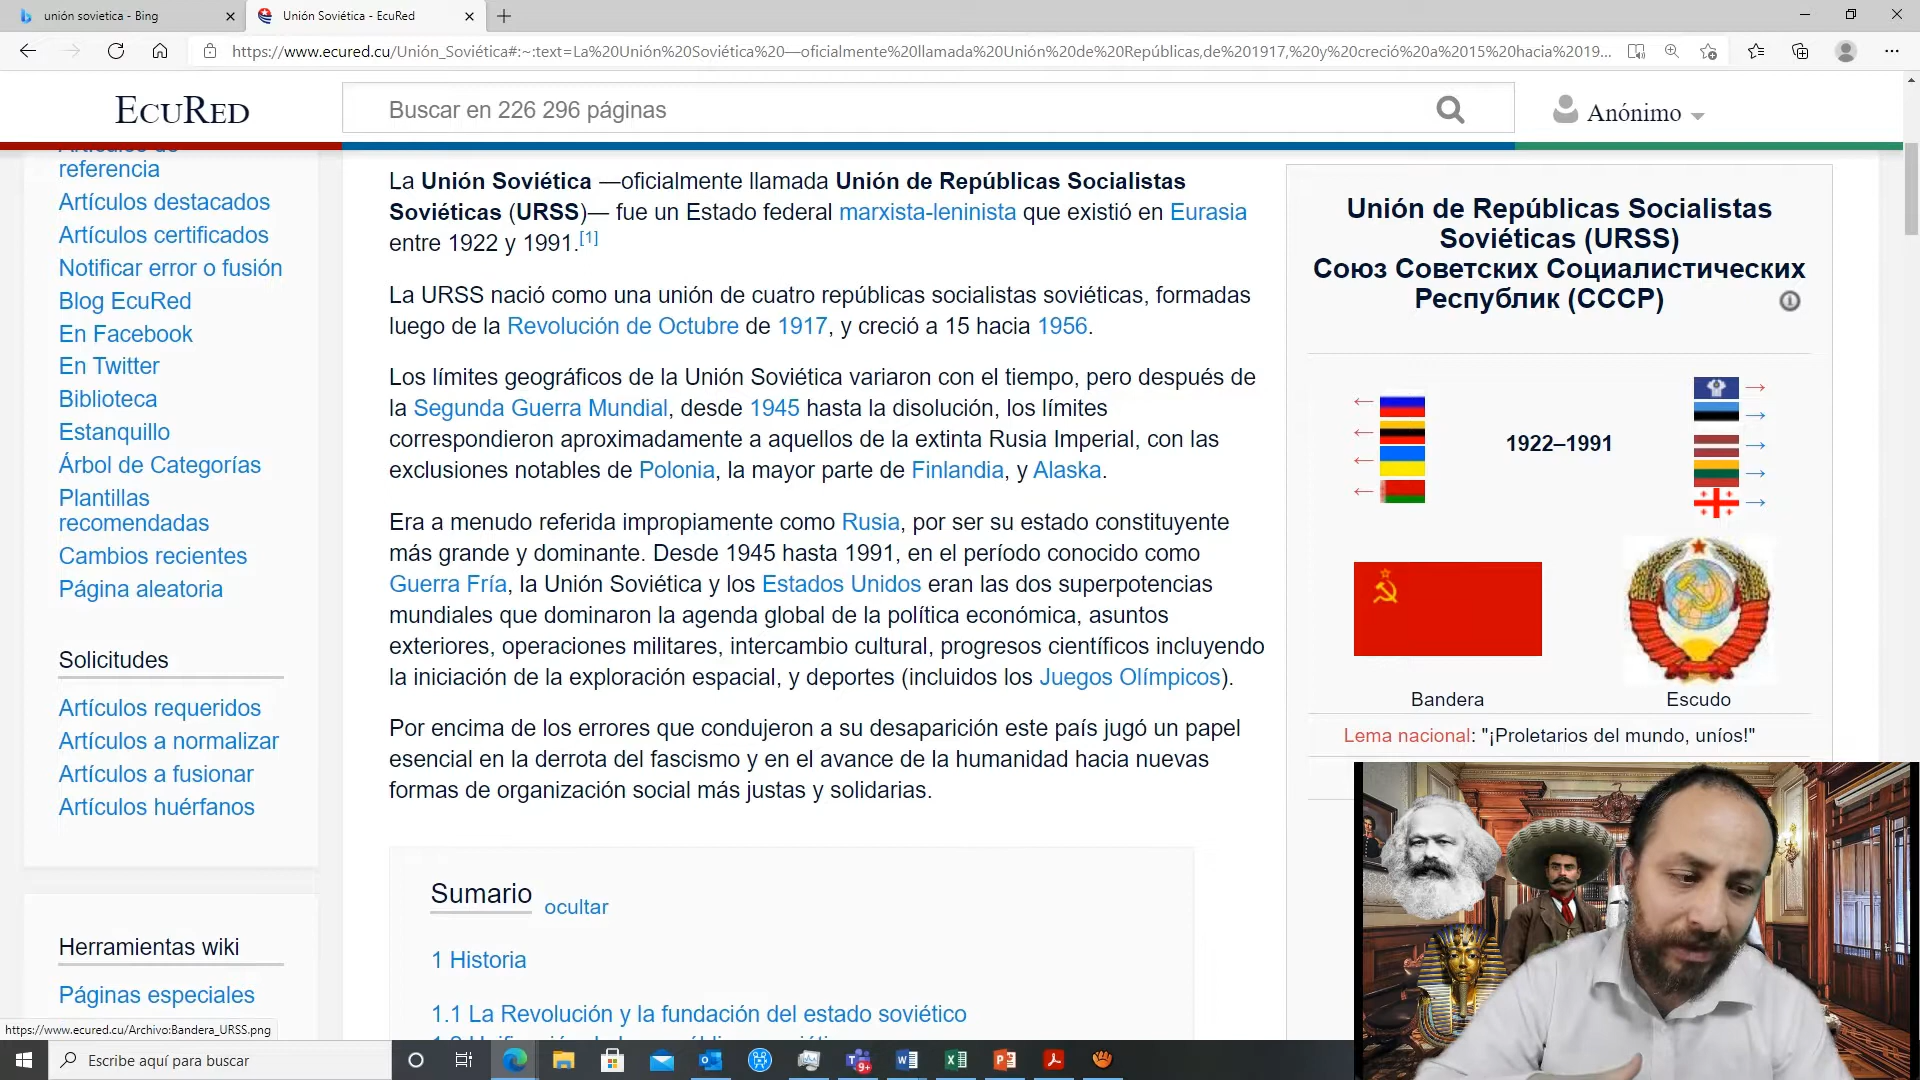 unión sovietica - Bing
Unión Soviética - EcuRed
https://www.ecured.cu/Unión_Soviética#:~:text=La%20Unión%20Soviética%20—oficialmente%20llamada%20Unión%20de%20Repúblicas,de%201917,%20y%20creció%20a%2015%20hacia%2019...
EcuRed
Buscar en 226 296 páginas
Anónimo
referencia
Artículos destacados
Artículos certificados
Notificar error o fusión
Blog EcuRed
En Facebook
En Twitter
Biblioteca
Estanquillo
Árbol de Categorías
Plantillas
recomendadas
Cambios recientes
Página aleatoria
Solicitudes
Artículos requeridos
Artículos a normalizar
Artículos a fusionar
Artículos huérfanos
Herramientas wiki
Páginas especiales
La Unión Soviética —oficialmente llamada Unión de Repúblicas Socialistas
Soviéticas (URSS)— fue un Estado federal marxista-leninista que existió en Eurasia
entre 1922 y 1991.[1]
La URSS nació como una unión de cuatro repúblicas socialistas soviéticas, formadas
luego de la Revolución de Octubre de 1917, y creció a 15 hacia 1956.
Los límites geográficos de la Unión Soviética variaron con el tiempo, pero después de
la Segunda Guerra Mundial, desde 1945 hasta la disolución, los límites
correspondieron aproximadamente a aquellos de la extinta Rusia Imperial, con las
exclusiones notables de Polonia, la mayor parte de Finlandia, y Alaska.
Era a menudo referida impropiamente como Rusia, por ser su estado constituyente
más grande y dominante. Desde 1945 hasta 1991, en el período conocido como
Guerra Fría, la Unión Soviética y los Estados Unidos eran las dos superpotencias
mundiales que dominaron la agenda global de la política económica, asuntos
exteriores, operaciones militares, intercambio cultural, progresos científicos incluyendo
la iniciación de la exploración espacial, y deportes (incluidos los Juegos Olímpicos).
Por encima de los errores que condujeron a su desaparición este país jugó un papel
esencial en la derrota del fascismo y en el avance de la humanidad hacia nuevas
formas de organización social más justas y solidarias.
Sumario ocultar
1 Historia
1.1 La Revolución y la fundación del estado soviético
Unión de Repúblicas Socialistas
Soviéticas (URSS)
Союз Советских Социалистических
Республик (СССР)
1922–1991
Bandera
Escudo
Lema nacional: "¡Proletarios del mundo, uníos!"
https://www.ecured.cu/Archivo:Bandera_URSS.png
Escribe aquí para buscar
9+